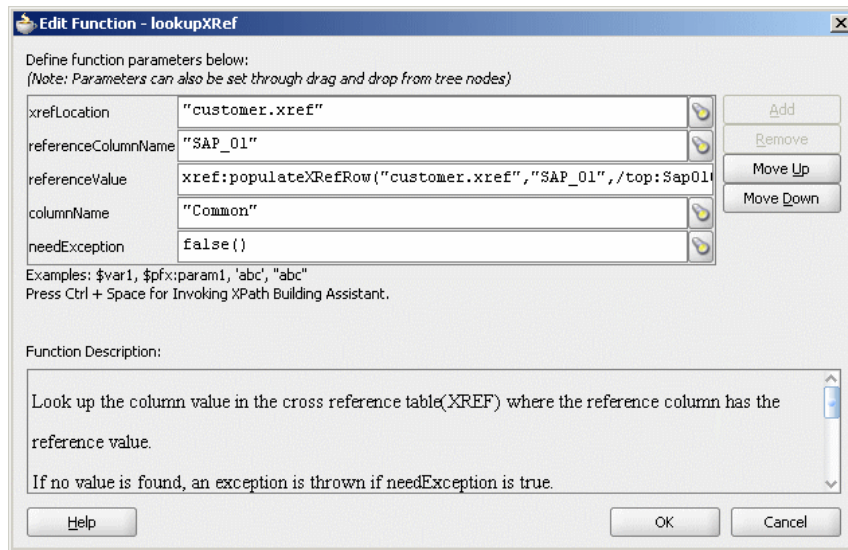 Edit Function - lookupXRef
Define function parameters below:
(Note: Parameters can also be set through drag and drop from tree nodes)
xrefLocation "customer.xref" Add
referenceColumnName "SAP_01" Remove
referenceValue xref:populateXRefRow("customer.xref","SAP_01",/top:Sap01 Move Up
columnName "Common" Move Down
needException false()
Examples: $var1, $pfx:param1, 'abc', "abc"
Press Ctrl + Space for Invoking XPath Building Assistant.
Function Description:
Look up the column value in the cross reference table(XREF) where the reference column has the
reference value.
If no value is found, an exception is thrown if needException is true.
Help OK Cancel